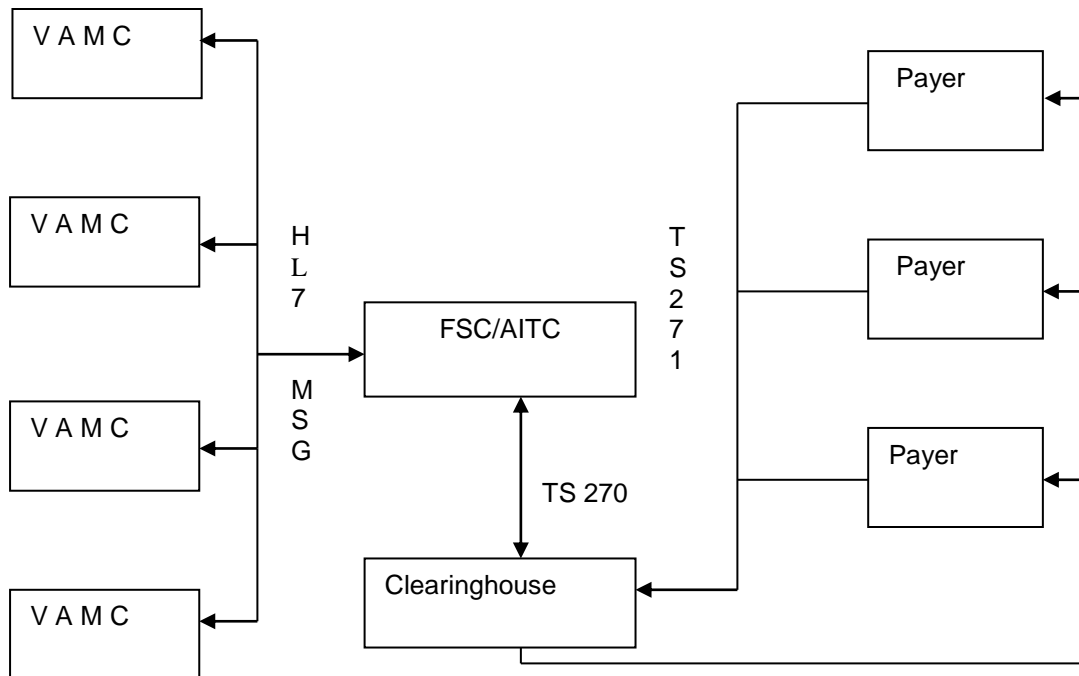 V A M C
V A M C
V A M C
V A M C
H
L
7
M
S
G
FSC/AITC
TS 270
Clearinghouse
T
S
2
7
1
Payer
Payer
Payer